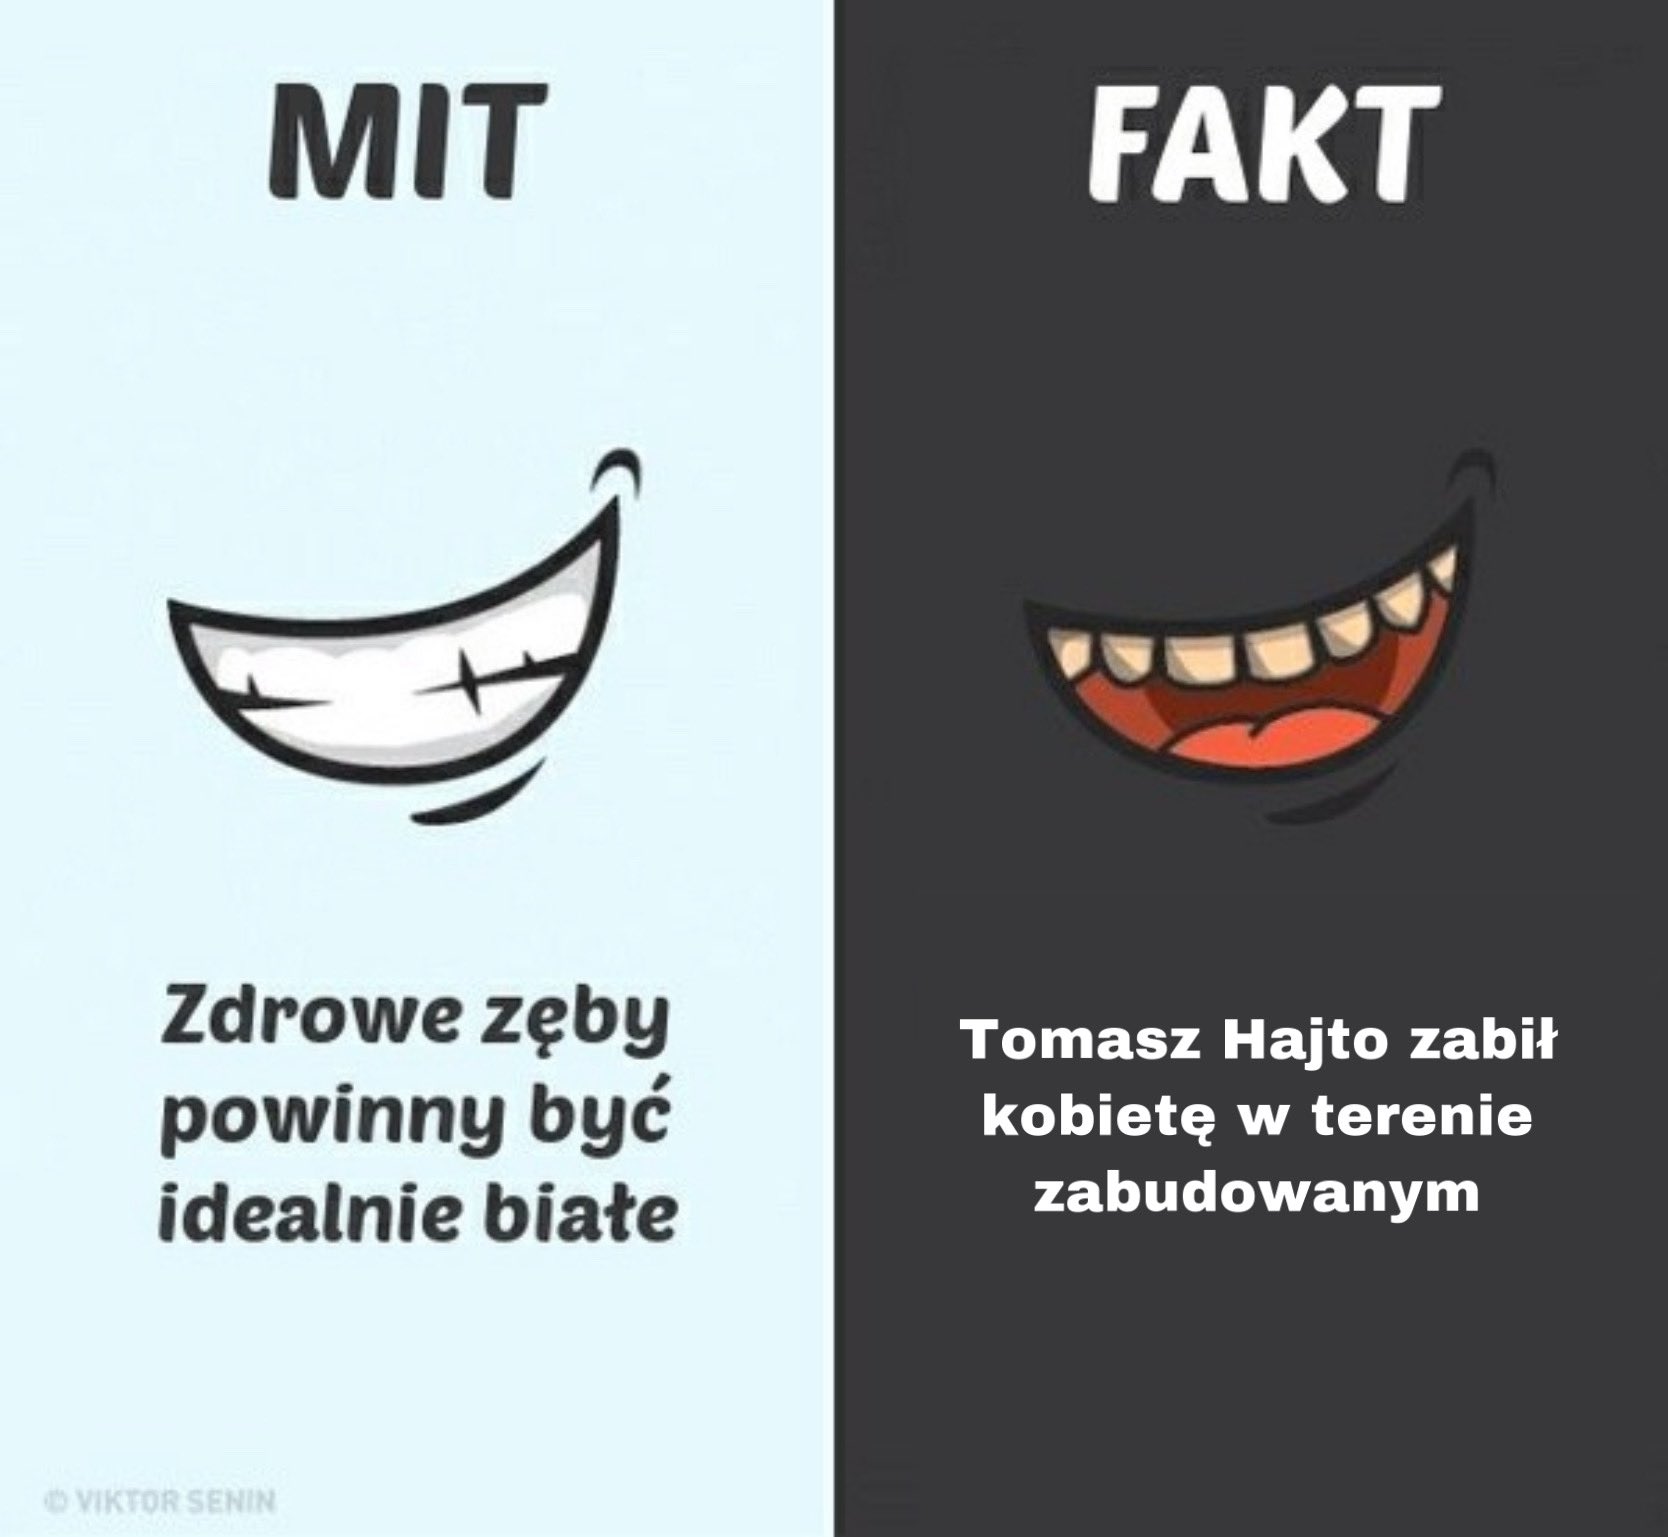 MIT
Zdrowe zęby
powinny być
idealnie białe
© VIKTOR SENIN
FAKT
Tomasz Hajto zabił
kobietę w terenie
zabudowanym